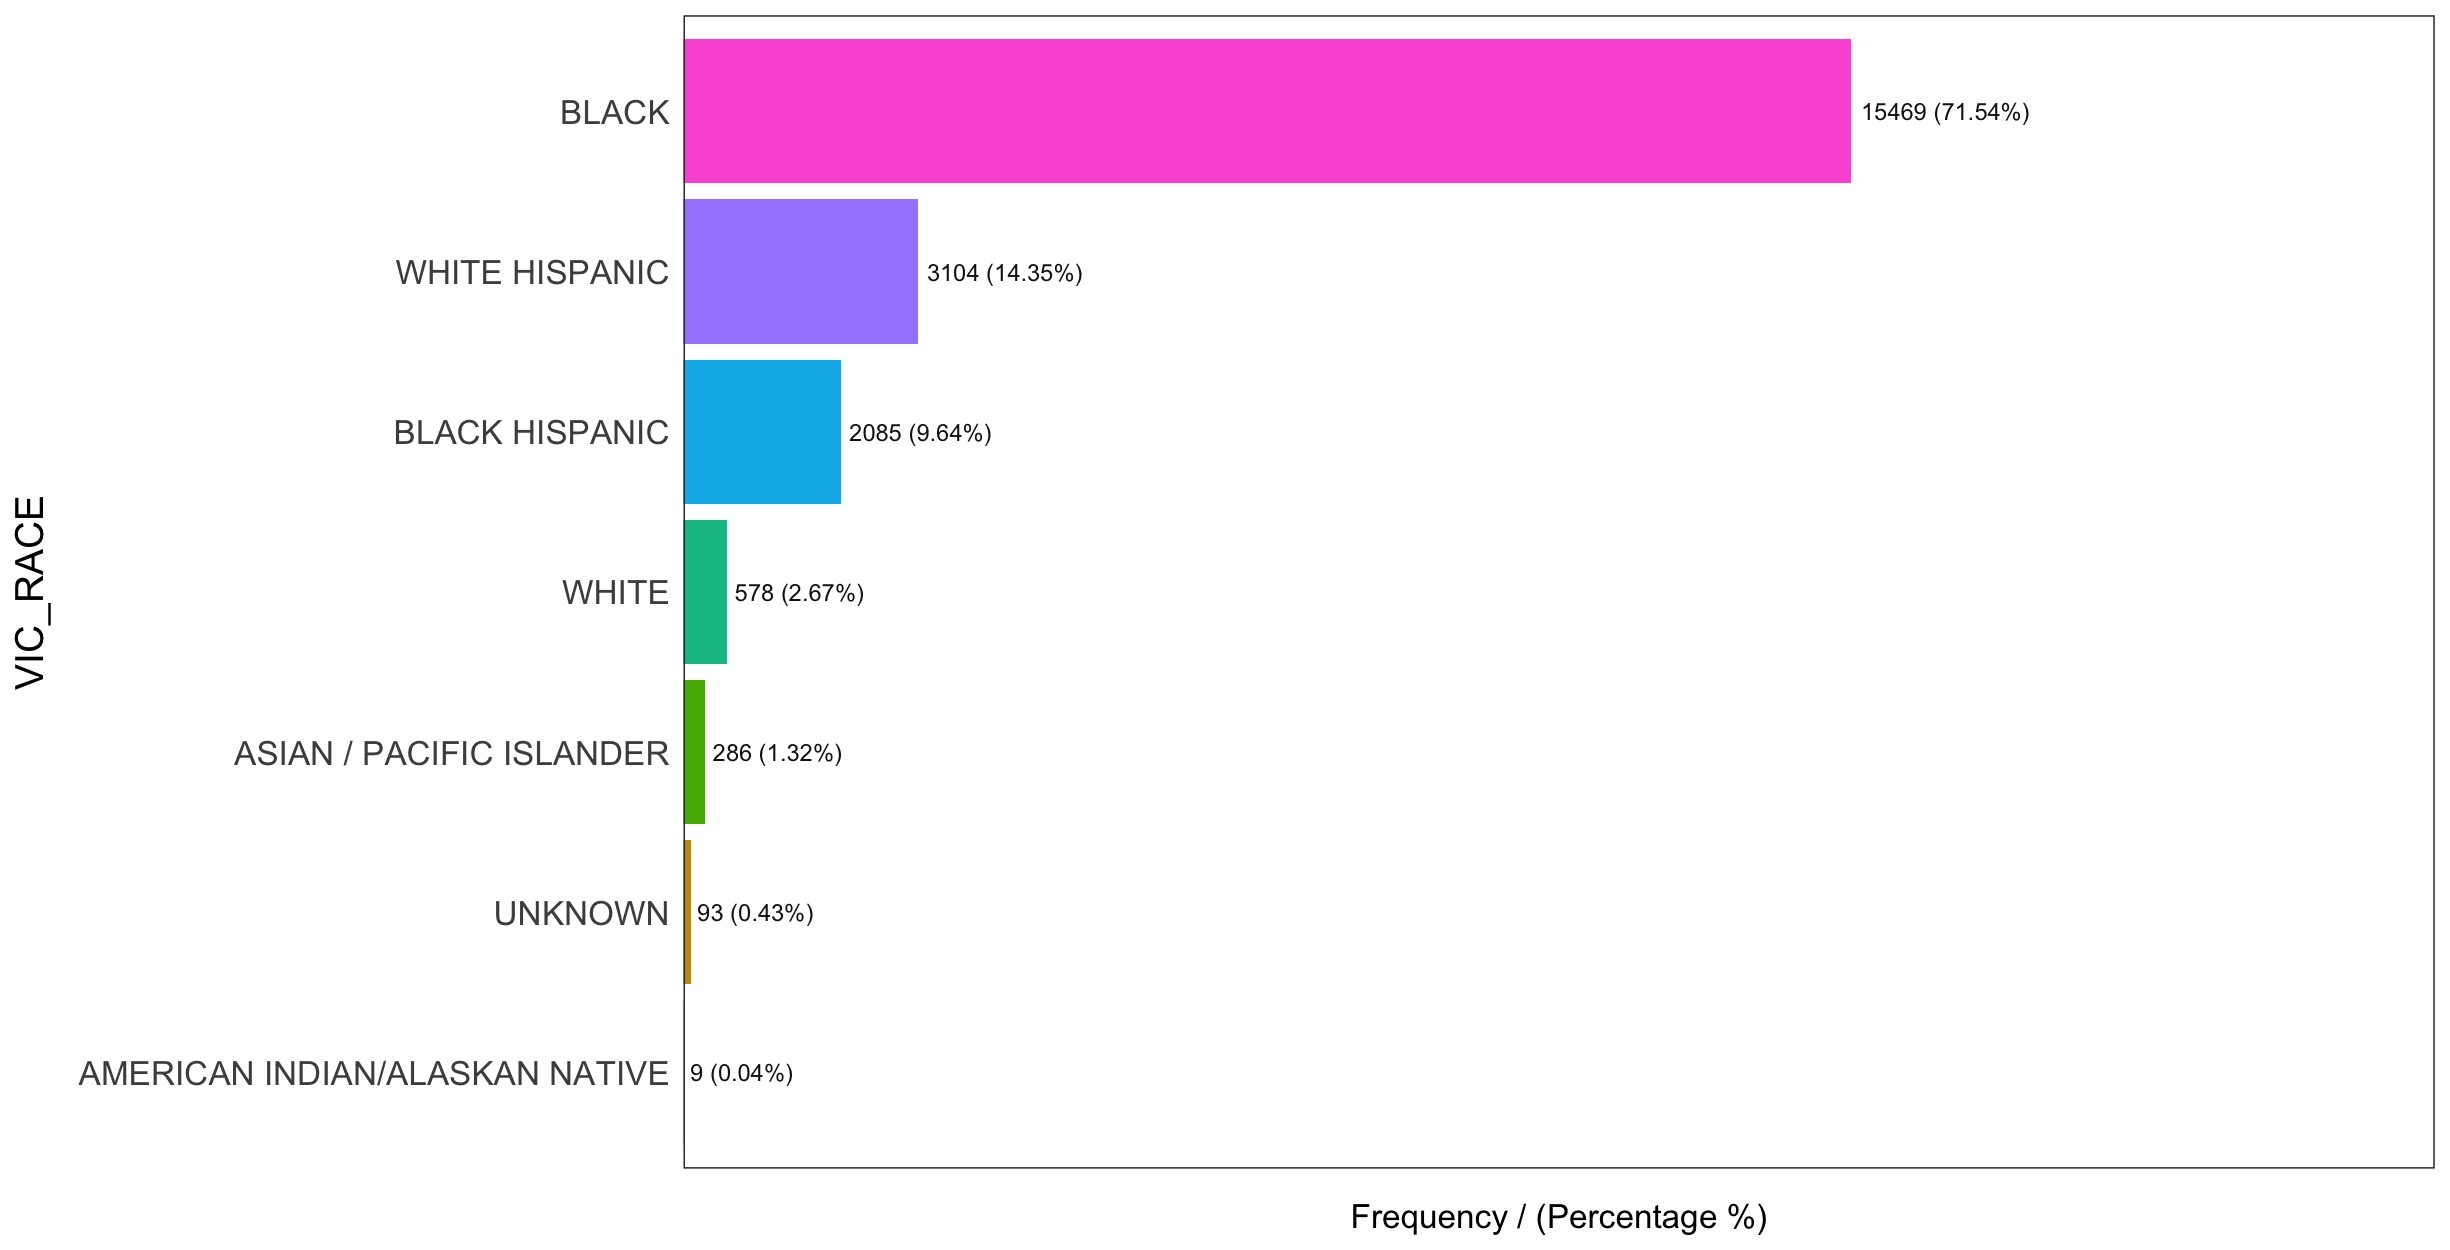 VIC_RACE
BLACK
15469 (71.54%)
WHITE HISPANIC
3104 (14.35%)
BLACK HISPANIC
2085 (9.64%)
WHITE
578 (2.67%)
ASIAN / PACIFIC ISLANDER
286 (1.32%)
UNKNOWN
93 (0.43%)
AMERICAN INDIAN/ALASKAN NATIVE
9 (0.04%)
Frequency / (Percentage %)